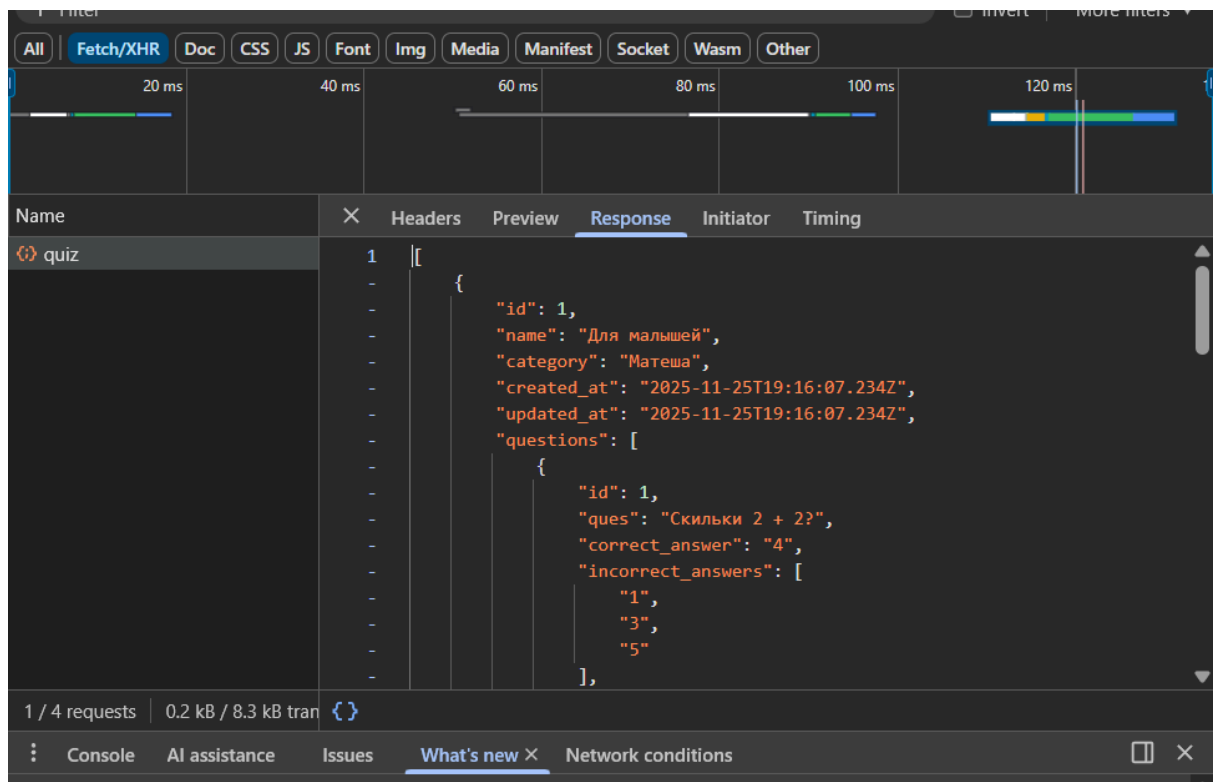 Filter Invert More filters
All Fetch/XHR Doc CSS JS Font Img Media Manifest Socket Wasm Other
20 ms 40 ms 60 ms 80 ms 100 ms 120 ms
Name Headers Preview Response Initiator Timing
quiz
1 [
{
"id": 1,
"name": "Для малышей",
"category": "Матеша",
"created_at": "2025-11-25T19:16:07.234Z",
"updated_at": "2025-11-25T19:16:07.234Z",
"questions": [
{
"id": 1,
"ques": "Скильки 2 + 2?",
"correct_answer": "4",
"incorrect_answers": [
"1",
"3",
"5"
],
1 / 4 requests 0.2 kB / 8.3 kB tran {}
Console AI assistance Issues What's new Network conditions